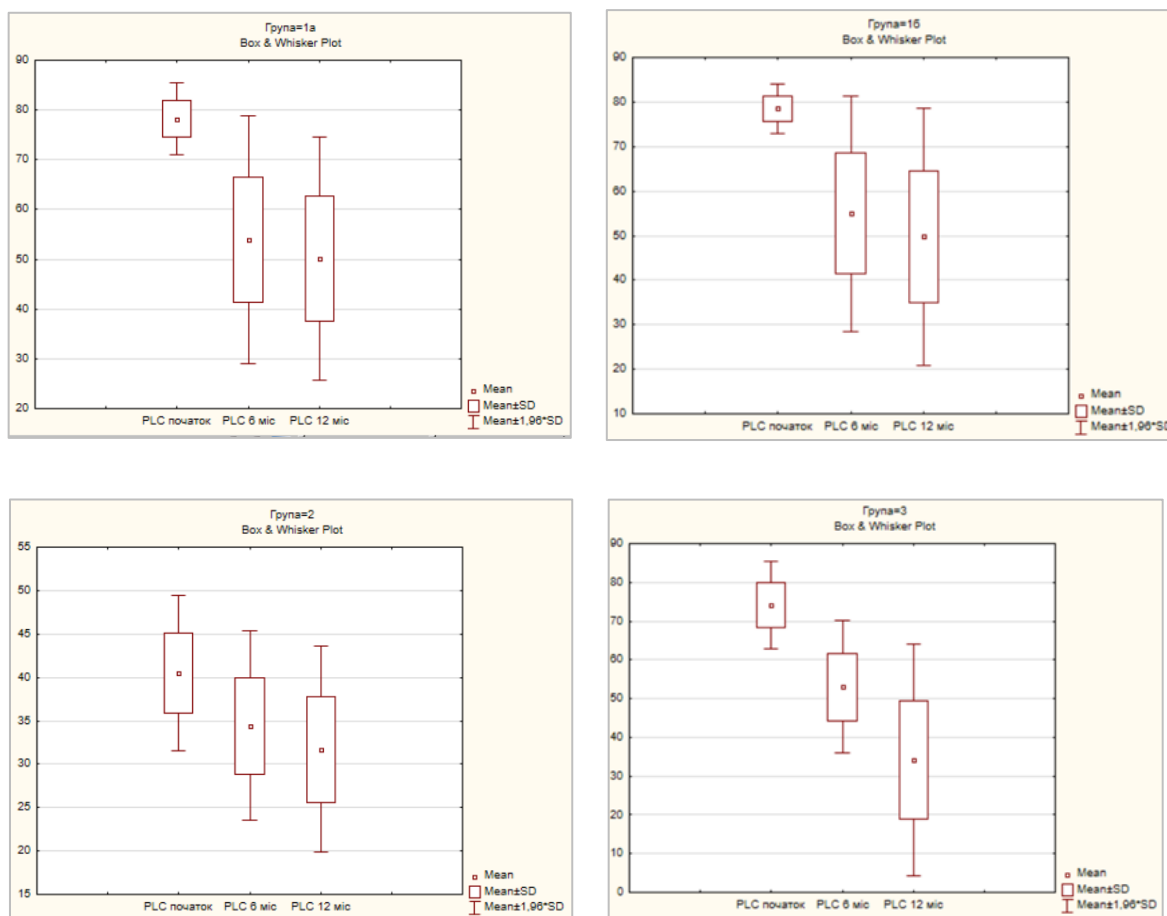 Група=1а
Box & Whisker Plot
90
80
70
60
50
40
30
20
PLC початок PLC 6 міс PLC 12 міс
Mean
Mean±SD
Mean±1,96*SD
Група=1б
Box & Whisker Plot
90
80
70
60
50
40
30
20
10
PLC початок PLC 6 міс PLC 12 міс
Mean
Mean±SD
Mean±1,96*SD
Група=2
Box & Whisker Plot
55
50
45
40
35
30
25
20
15
PLC початок PLC 6 міс PLC 12 міс
Mean
Mean±SD
Mean±1,96*SD
Група=3
Box & Whisker Plot
90
80
70
60
50
40
30
20
10
0
PLC початок PLC 6 міс PLC 12 міс
Mean
Mean±SD
Mean±1,96*SD